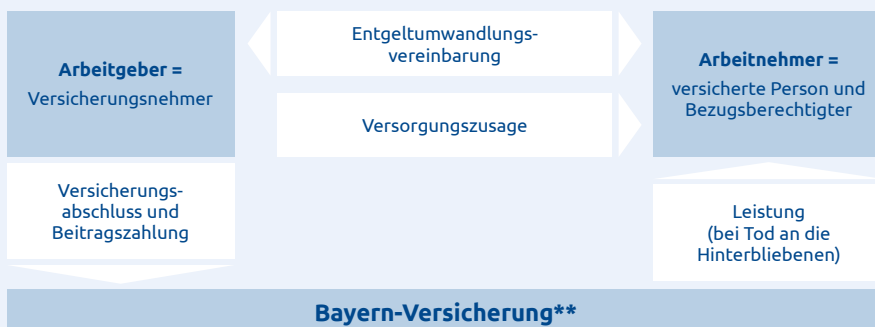 Arbeitgeber =
Versicherungsnehmer
Entgeltumwandlungs-
vereinbarung
Versorgungszusage
Arbeitnehmer =
versicherte Person und
Bezugsberechtigter
Versicherungs-
abschluss und
Beitragszahlung
Leistung
(bei Tod an die
Hinterbliebenen)
Bayern-Versicherung**